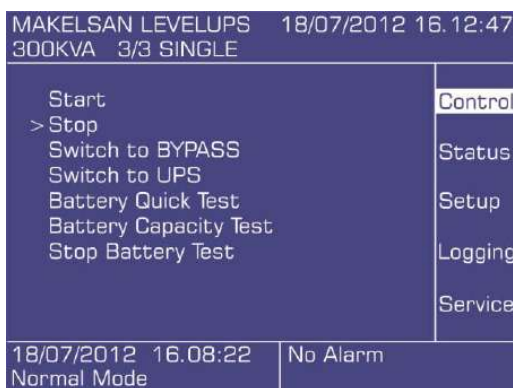 MAKELSAN LEVELUPS 18/07/2012 16.12:47
300KVA 3/3 SINGLE
Start
> Stop
Switch to BYPASS
Switch to UPS
Battery Quick Test
Battery Capacity Test
Stop Battery Test
Control
Status
Setup
Logging
Service
18/07/2012 16.08:22 No Alarm
Normal Mode